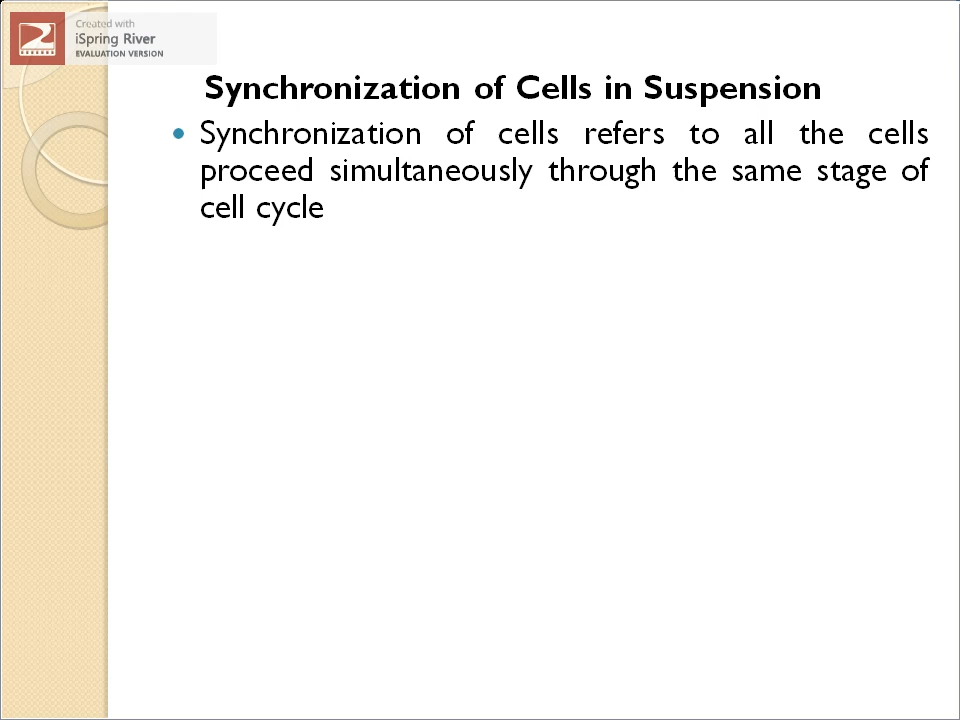 Created with
iSpring River
EVALUATION VERSION
Synchronization of Cells in Suspension
• Synchronization of cells refers to all the cells
proceed simultaneously through the same stage of
cell cycle